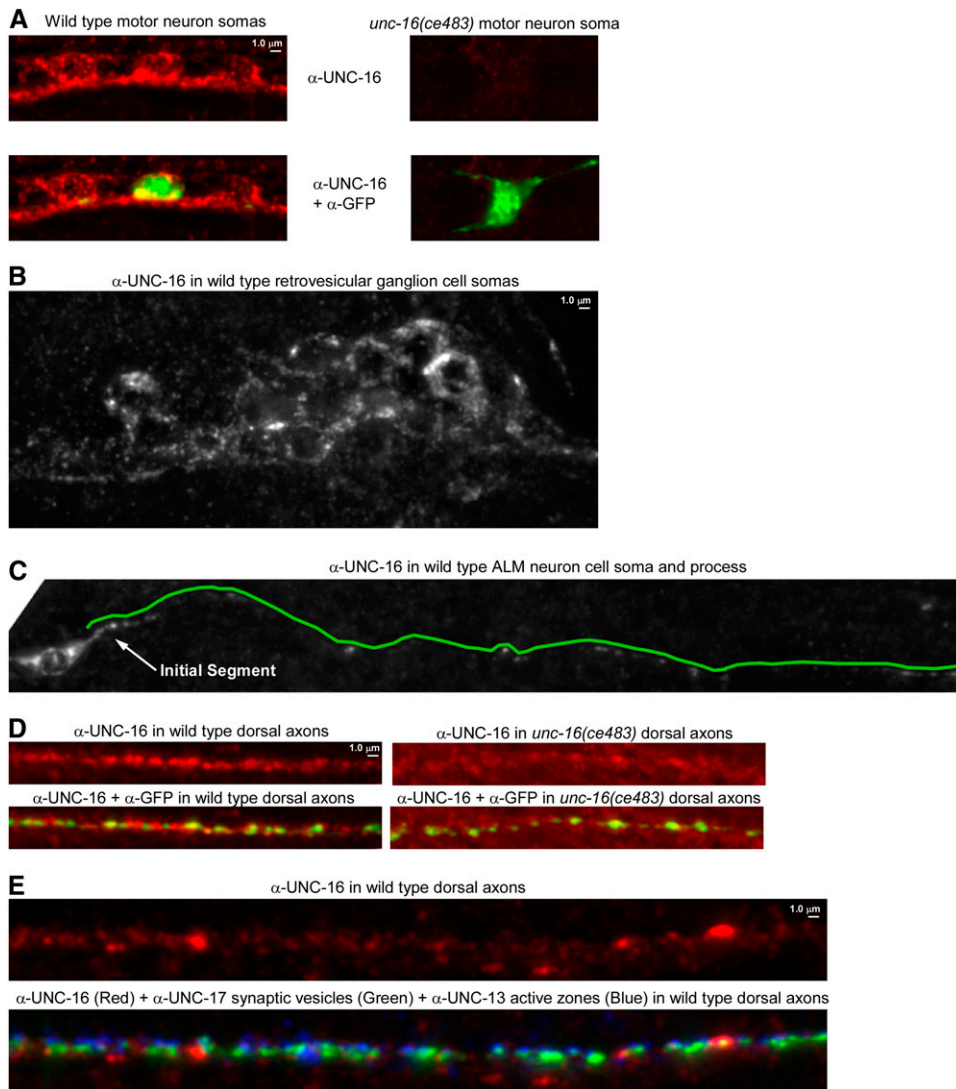 A
Wild type motor neuron somas
unc-16(ce483) motor neuron soma
1.0 μm
α-UNC-16
α-UNC-16
+ α-GFP
B
α-UNC-16 in wild type retrovesicular ganglion cell somas
1.0 μm
C
α-UNC-16 in wild type ALM neuron cell soma and process
Initial Segment
D
α-UNC-16 in wild type dorsal axons
α-UNC-16 in unc-16(ce483) dorsal axons
1.0 μm
α-UNC-16 + α-GFP in wild type dorsal axons
α-UNC-16 + α-GFP in unc-16(ce483) dorsal axons
E
α-UNC-16 in wild type dorsal axons
1.0 μm
α-UNC-16 (Red) + α-UNC-17 synaptic vesicles (Green) + α-UNC-13 active zones (Blue) in wild type dorsal axons